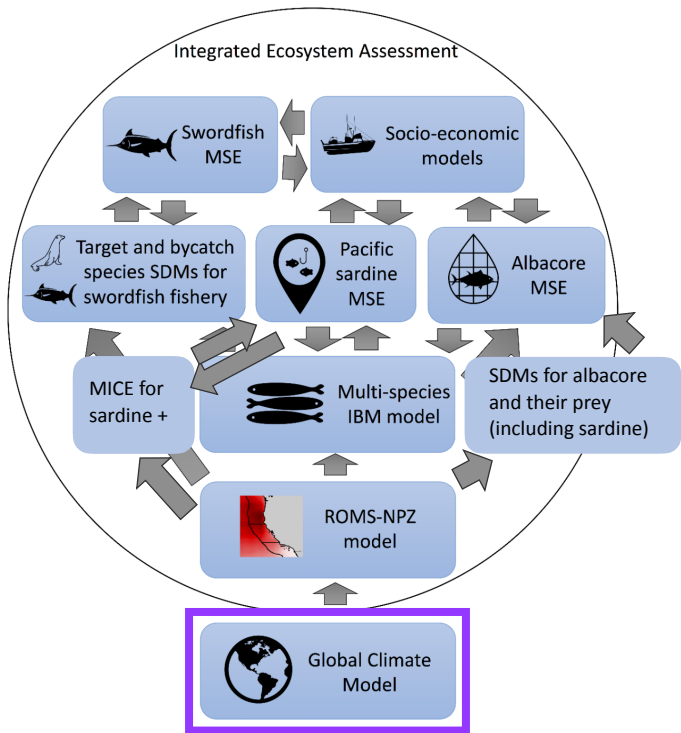 Integrated Ecosystem Assessment
Swordfish
MSE
Socio-economic
models
Target and bycatch
species SDMs for
swordfish fishery
Pacific
sardine
MSE
Albacore
MSE
MICE for
sardine +
Multi-species
IBM model
SDMs for albacore
and their prey
(including sardine)
ROMS-NPZ
model
Global Climate
Model